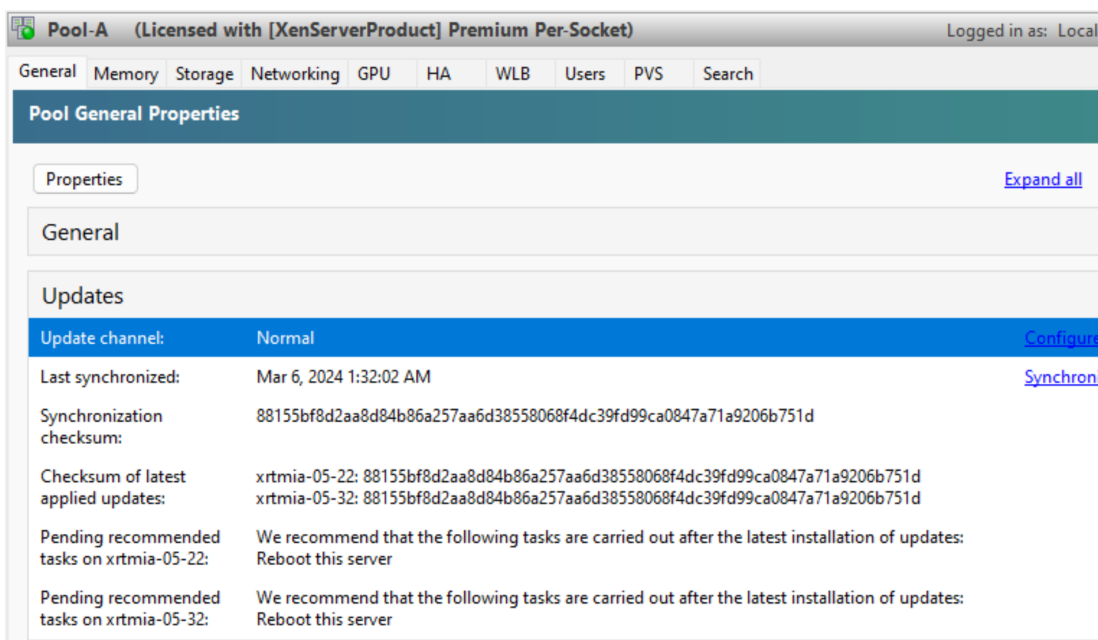 Pool-A (Licensed with [XenServerProduct] Premium Per-Socket) Logged in as: Local
General Memory Storage Networking GPU HA WLB Users PVS Search
Pool General Properties
Properties Expand all
General
Updates
Update channel: Normal Configure
Last synchronized: Mar 6, 2024 1:32:02 AM Synchroni
Synchronization checksum: 88155bf8d2aa8d84b86a257aa6d38558068f4dc39fd99ca0847a71a9206b751d
Checksum of latest xrtmia-05-22: 88155bf8d2aa8d84b86a257aa6d38558068f4dc39fd99ca0847a71a9206b751d
applied updates: xrtmia-05-32: 88155bf8d2aa8d84b86a257aa6d38558068f4dc39fd99ca0847a71a9206b751d
Pending recommended We recommend that the following tasks are carried out after the latest installation of updates:
tasks on xrtmia-05-22: Reboot this server
Pending recommended We recommend that the following tasks are carried out after the latest installation of updates:
tasks on xrtmia-05-32: Reboot this server